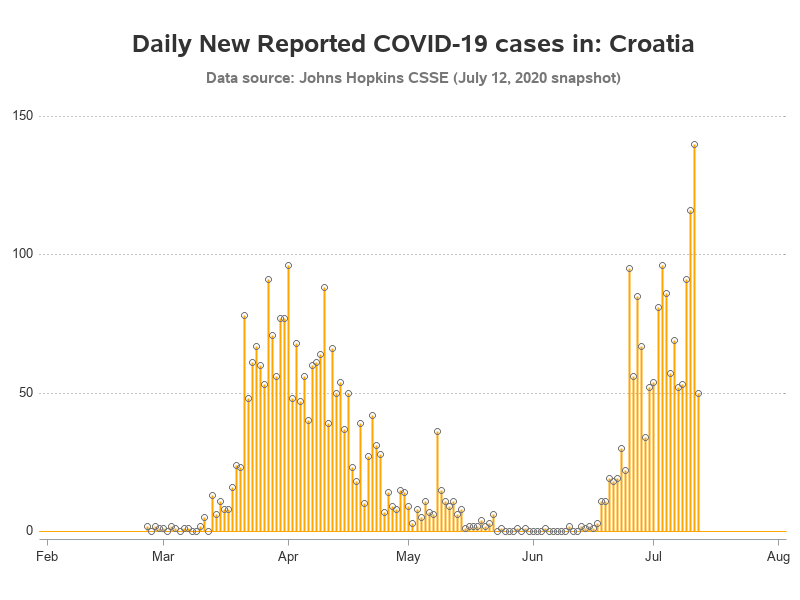 Daily New Reported COVID-19 cases in: Croatia
Data source: Johns Hopkins CSSE (July 12, 2020 snapshot)
150
100
50
0
Feb Mar Apr May Jun Jul Aug